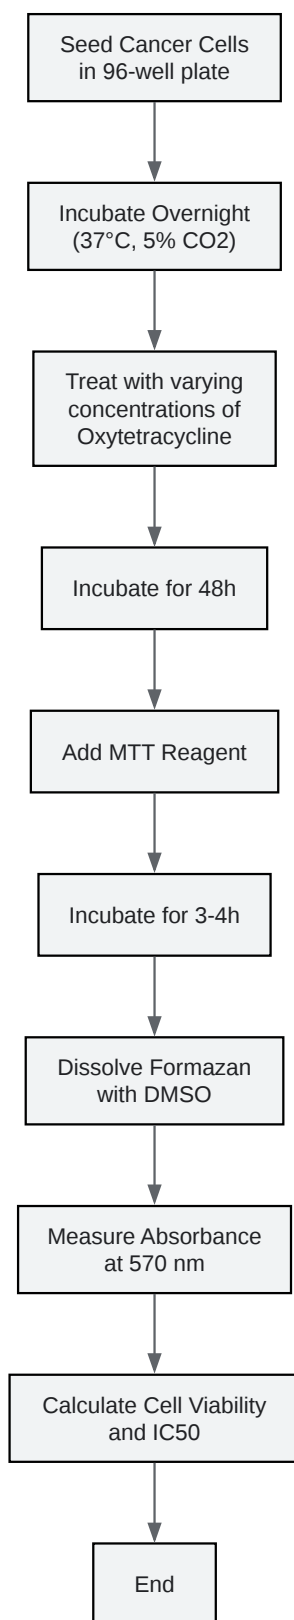 Seed Cancer Cells
in 96-well plate
Incubate Overnight
(37°C, 5% CO2)
Treat with varying
concentrations of
Oxytetracycline
Incubate for 48h
Add MTT Reagent
Incubate for 3-4h
Dissolve Formazan
with DMSO
Measure Absorbance
at 570 nm
Calculate Cell Viability
and IC50
End